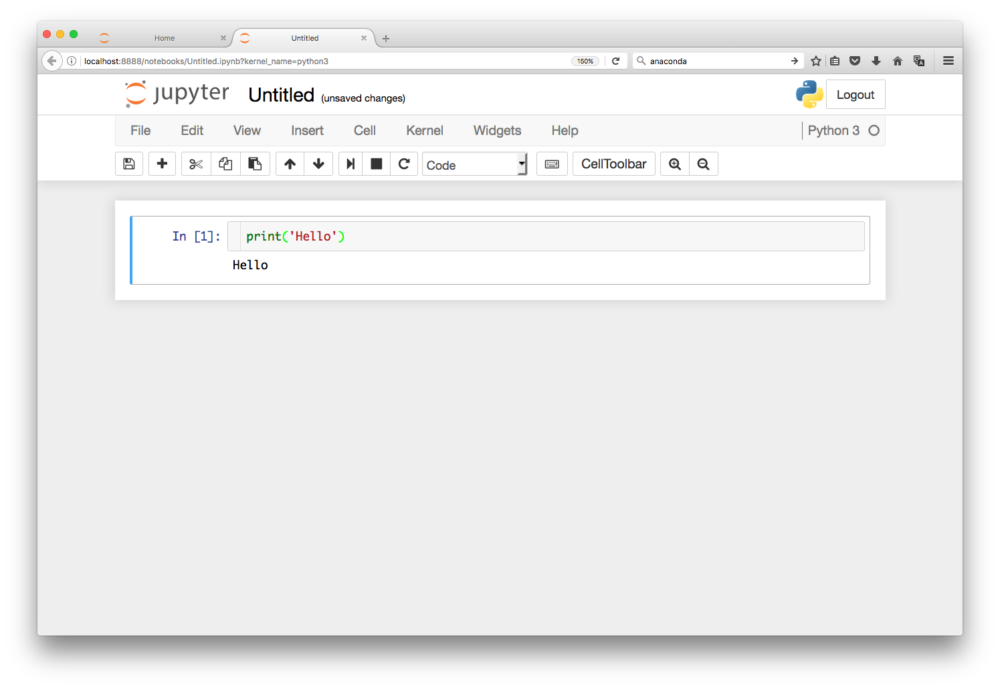 Home
Untitled
localhost:8888/notebooks/Untitled.ipynb?kernel_name=python3
150%
anaconda
jupyter
Untitled (unsaved changes)
Logout
File Edit View Insert Cell Kernel Widgets Help
Python 3
Code
CellToolbar
In [1]: print('Hello')
Hello